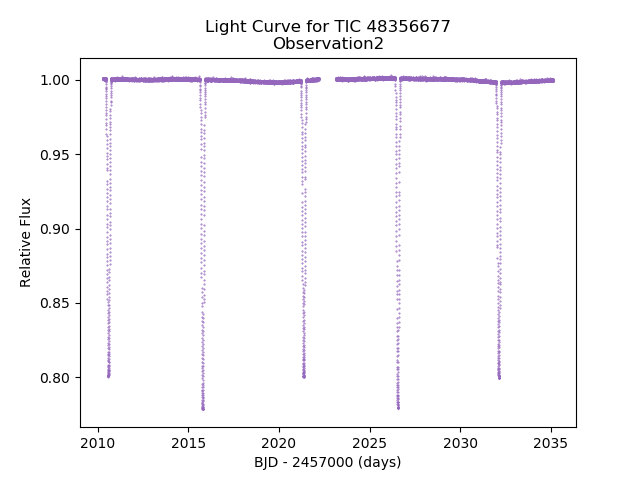 Light Curve for TIC 48356677
Observation2
1.00
0.95
0.90
0.85
0.80
Relative Flux
2010 2015 2020 2025 2030 2035
BJD - 2457000 (days)